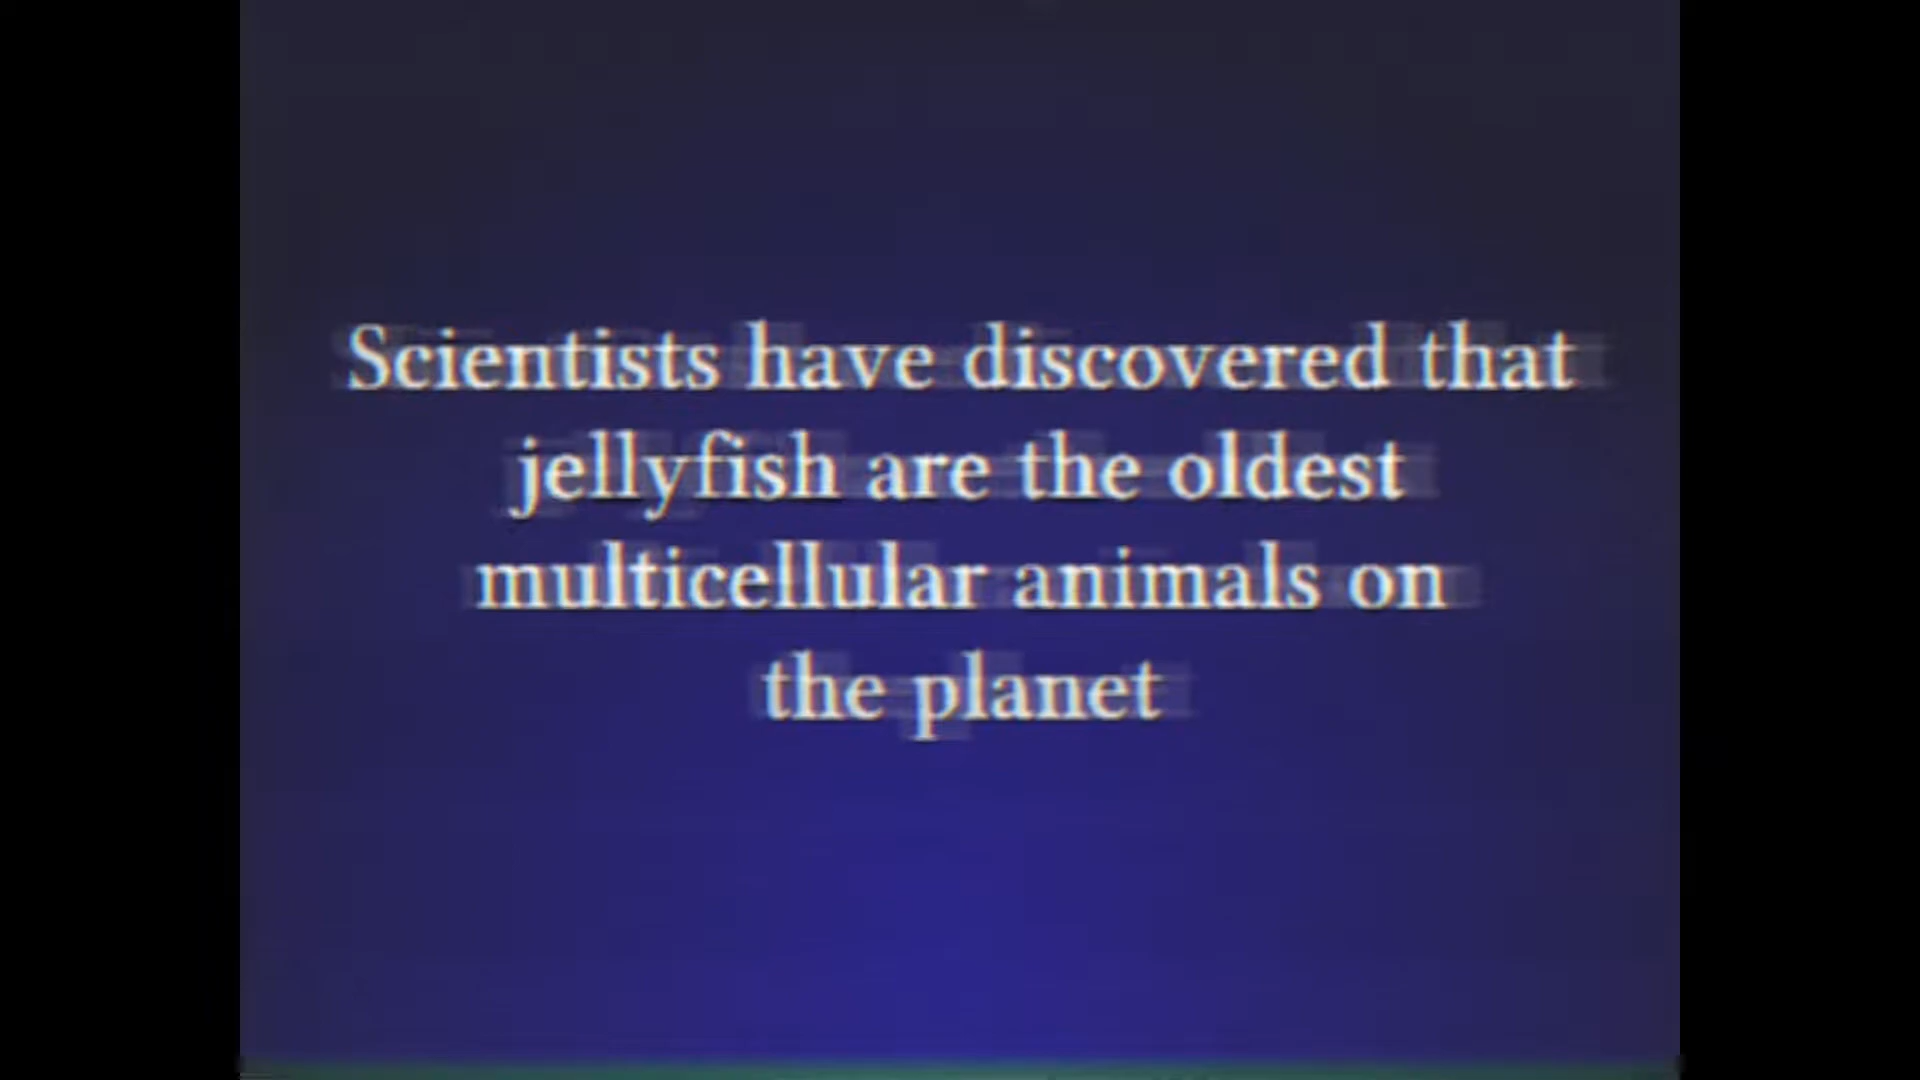 Scientists have discovered that
jellyfish are the oldest
multicellular animals on
the planet